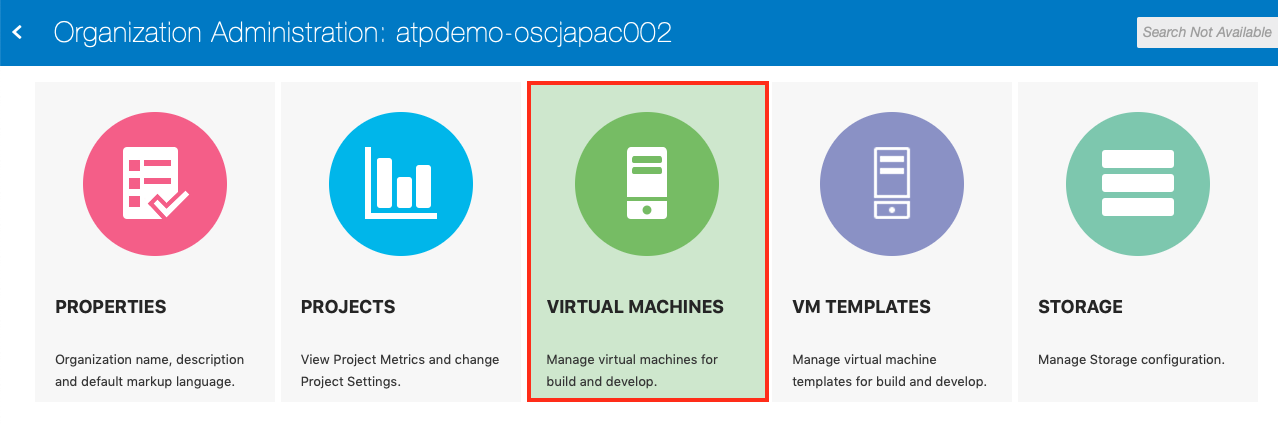 Organization Administration: atpdemo-oscjapac002
Search Not Available
PROPERTIES
Organization name, description
and default markup language.
PROJECTS
View Project Metrics and change
Project Settings.
VIRTUAL MACHINES
Manage virtual machines for
build and develop.
VM TEMPLATES
Manage virtual machine
templates for build and develop.
STORAGE
Manage Storage configuration.